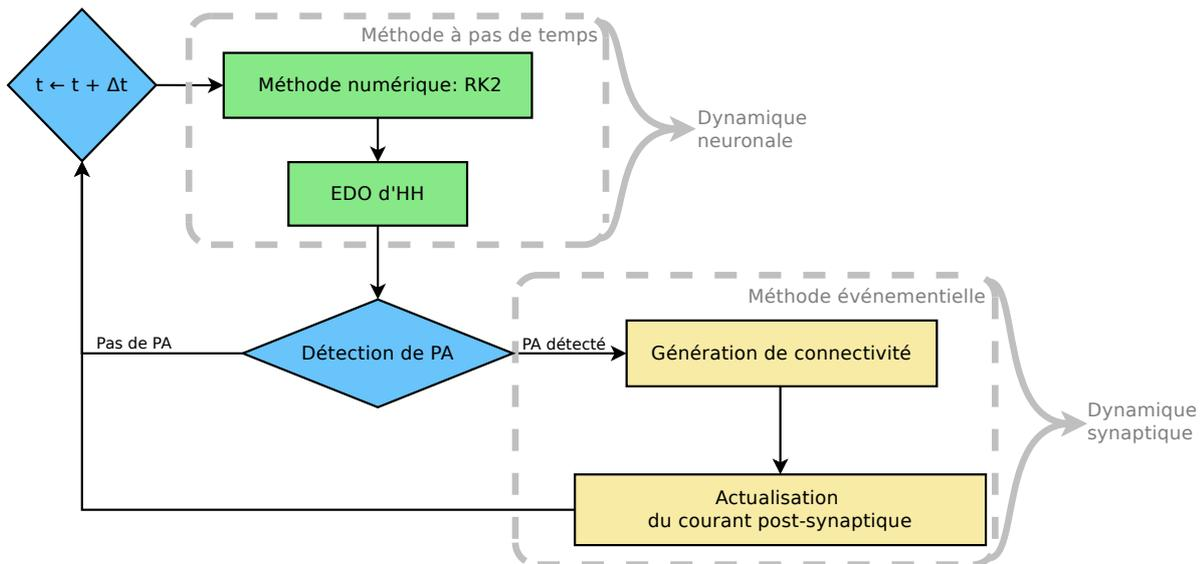 Méthode à pas de temps
t ← t + Δt
Méthode numérique: RK2
Dynamique
neuronale
EDO d'HH
Méthode événementielle
Pas de PA
Détection de PA
PA détecté
Génération de connectivité
Dynamique
synaptique
Actualisation
du courant post-synaptique